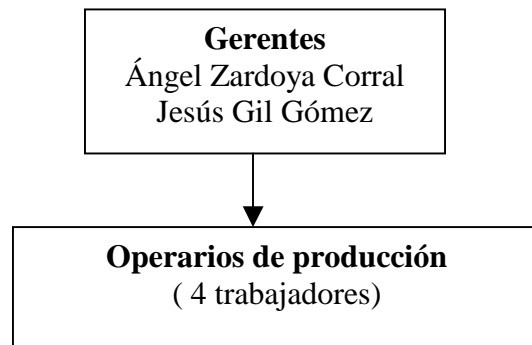 Gerentes
Ángel Zardoya Corral
Jesús Gil Gómez
Operarios de producción
( 4 trabajadores)